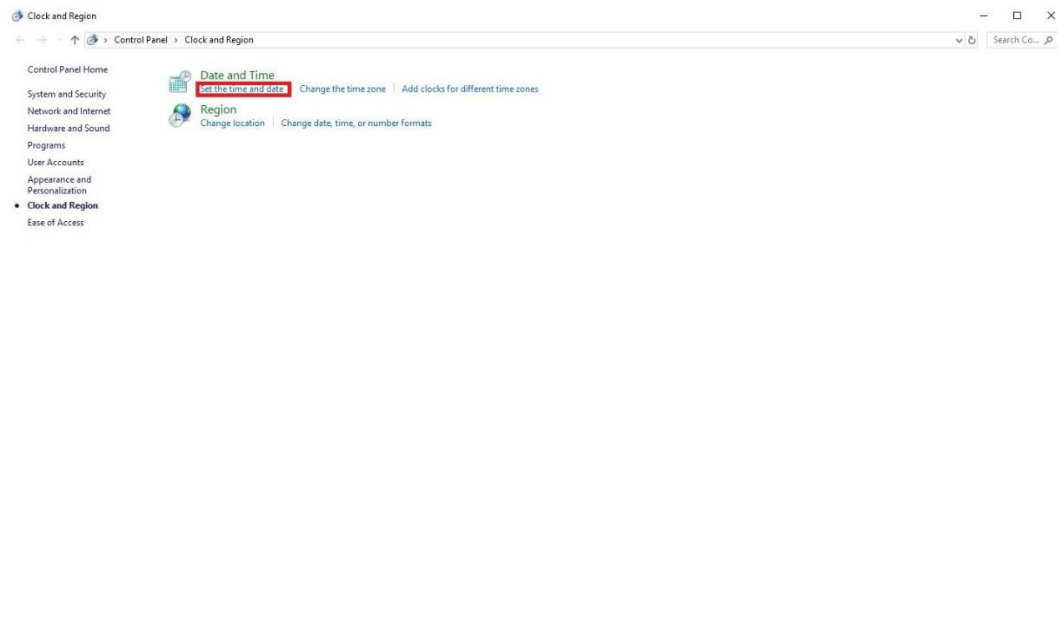 Clock and Region
Control Panel > Clock and Region
Search Co...
Control Panel Home
System and Security
Network and Internet
Hardware and Sound
Programs
User Accounts
Appearance and
Personalization
Clock and Region
Ease of Access
Date and Time
Set the time and date Change the time zone Add clocks for different time zones
Region
Change location Change date, time, or number formats